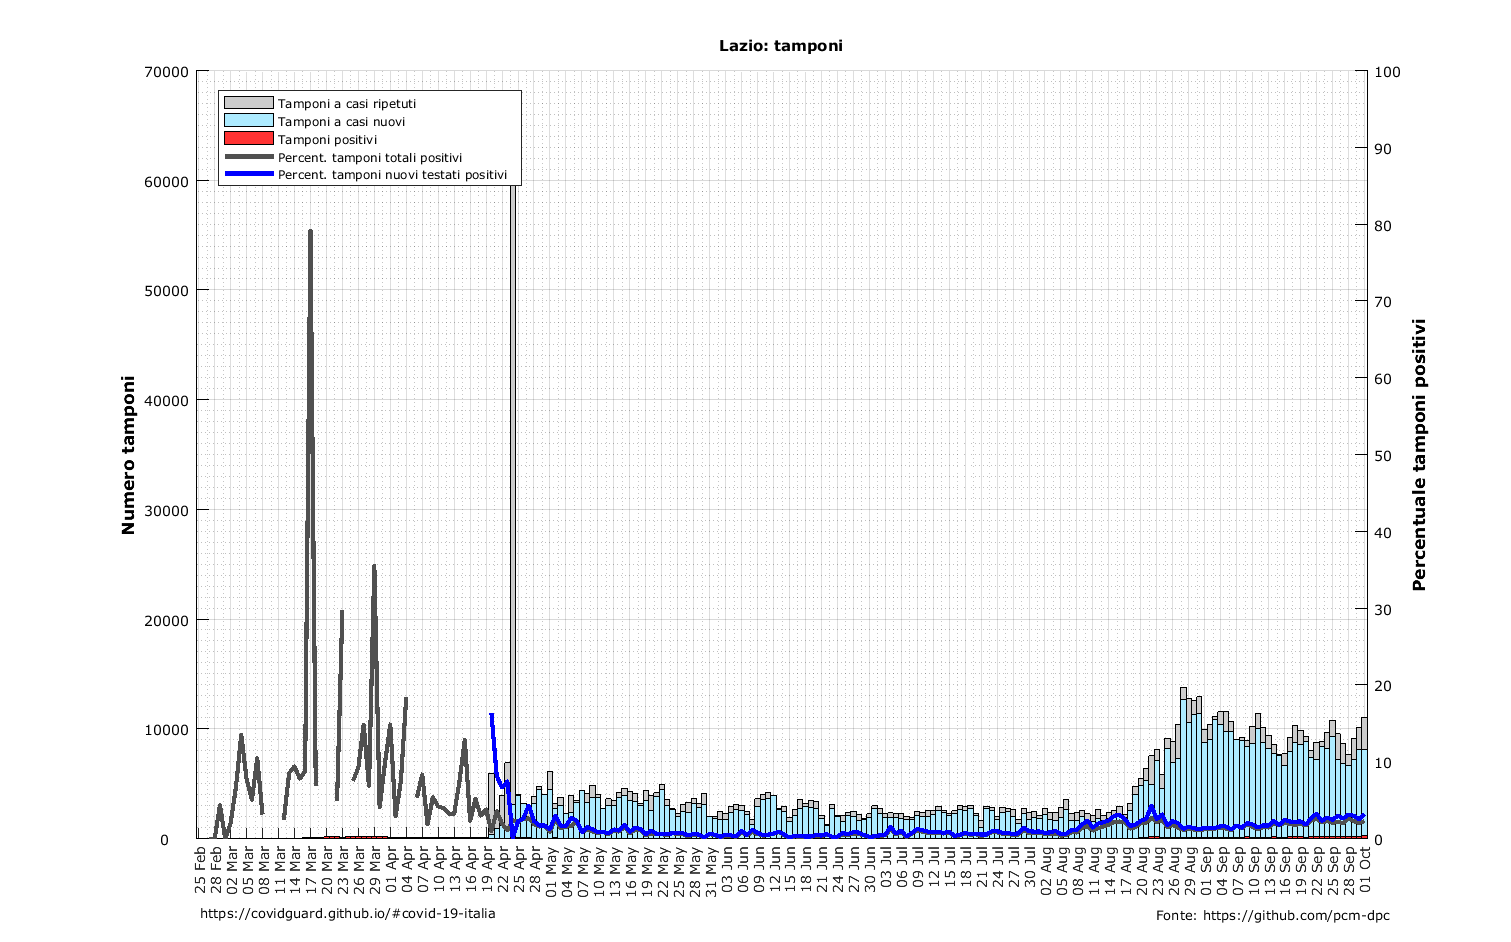 Lazio: tamponi
70000
60000
50000
40000
30000
20000
10000
0
Numero tamponi
Tamponi a casi ripetuti
Tamponi a casi nuovi
Tamponi positivi
Percent. tamponi totali positivi
Percent. tamponi nuovi testati positivi
100
90
80
70
60
50
40
30
20
10
0
Percentuale tamponi positivi
25 Feb
28 Feb
02 Mar
05 Mar
08 Mar
11 Mar
14 Mar
17 Mar
20 Mar
23 Mar
26 Mar
29 Mar
01 Apr
04 Apr
07 Apr
10 Apr
13 Apr
16 Apr
19 Apr
22 Apr
25 Apr
28 Apr
01 May
04 May
07 May
10 May
13 May
16 May
19 May
22 May
25 May
28 May
31 May
03 Jun
06 Jun
09 Jun
12 Jun
15 Jun
18 Jun
21 Jun
24 Jun
27 Jun
30 Jun
03 Jul
06 Jul
09 Jul
12 Jul
15 Jul
18 Jul
21 Jul
24 Jul
27 Jul
30 Jul
02 Aug
05 Aug
08 Aug
11 Aug
14 Aug
17 Aug
20 Aug
23 Aug
26 Aug
29 Aug
01 Sep
04 Sep
07 Sep
10 Sep
13 Sep
16 Sep
19 Sep
22 Sep
25 Sep
28 Sep
01 Oct
https://covidguard.github.io/#covid-19-italia
Fonte: https://github.com/pcm-dpc